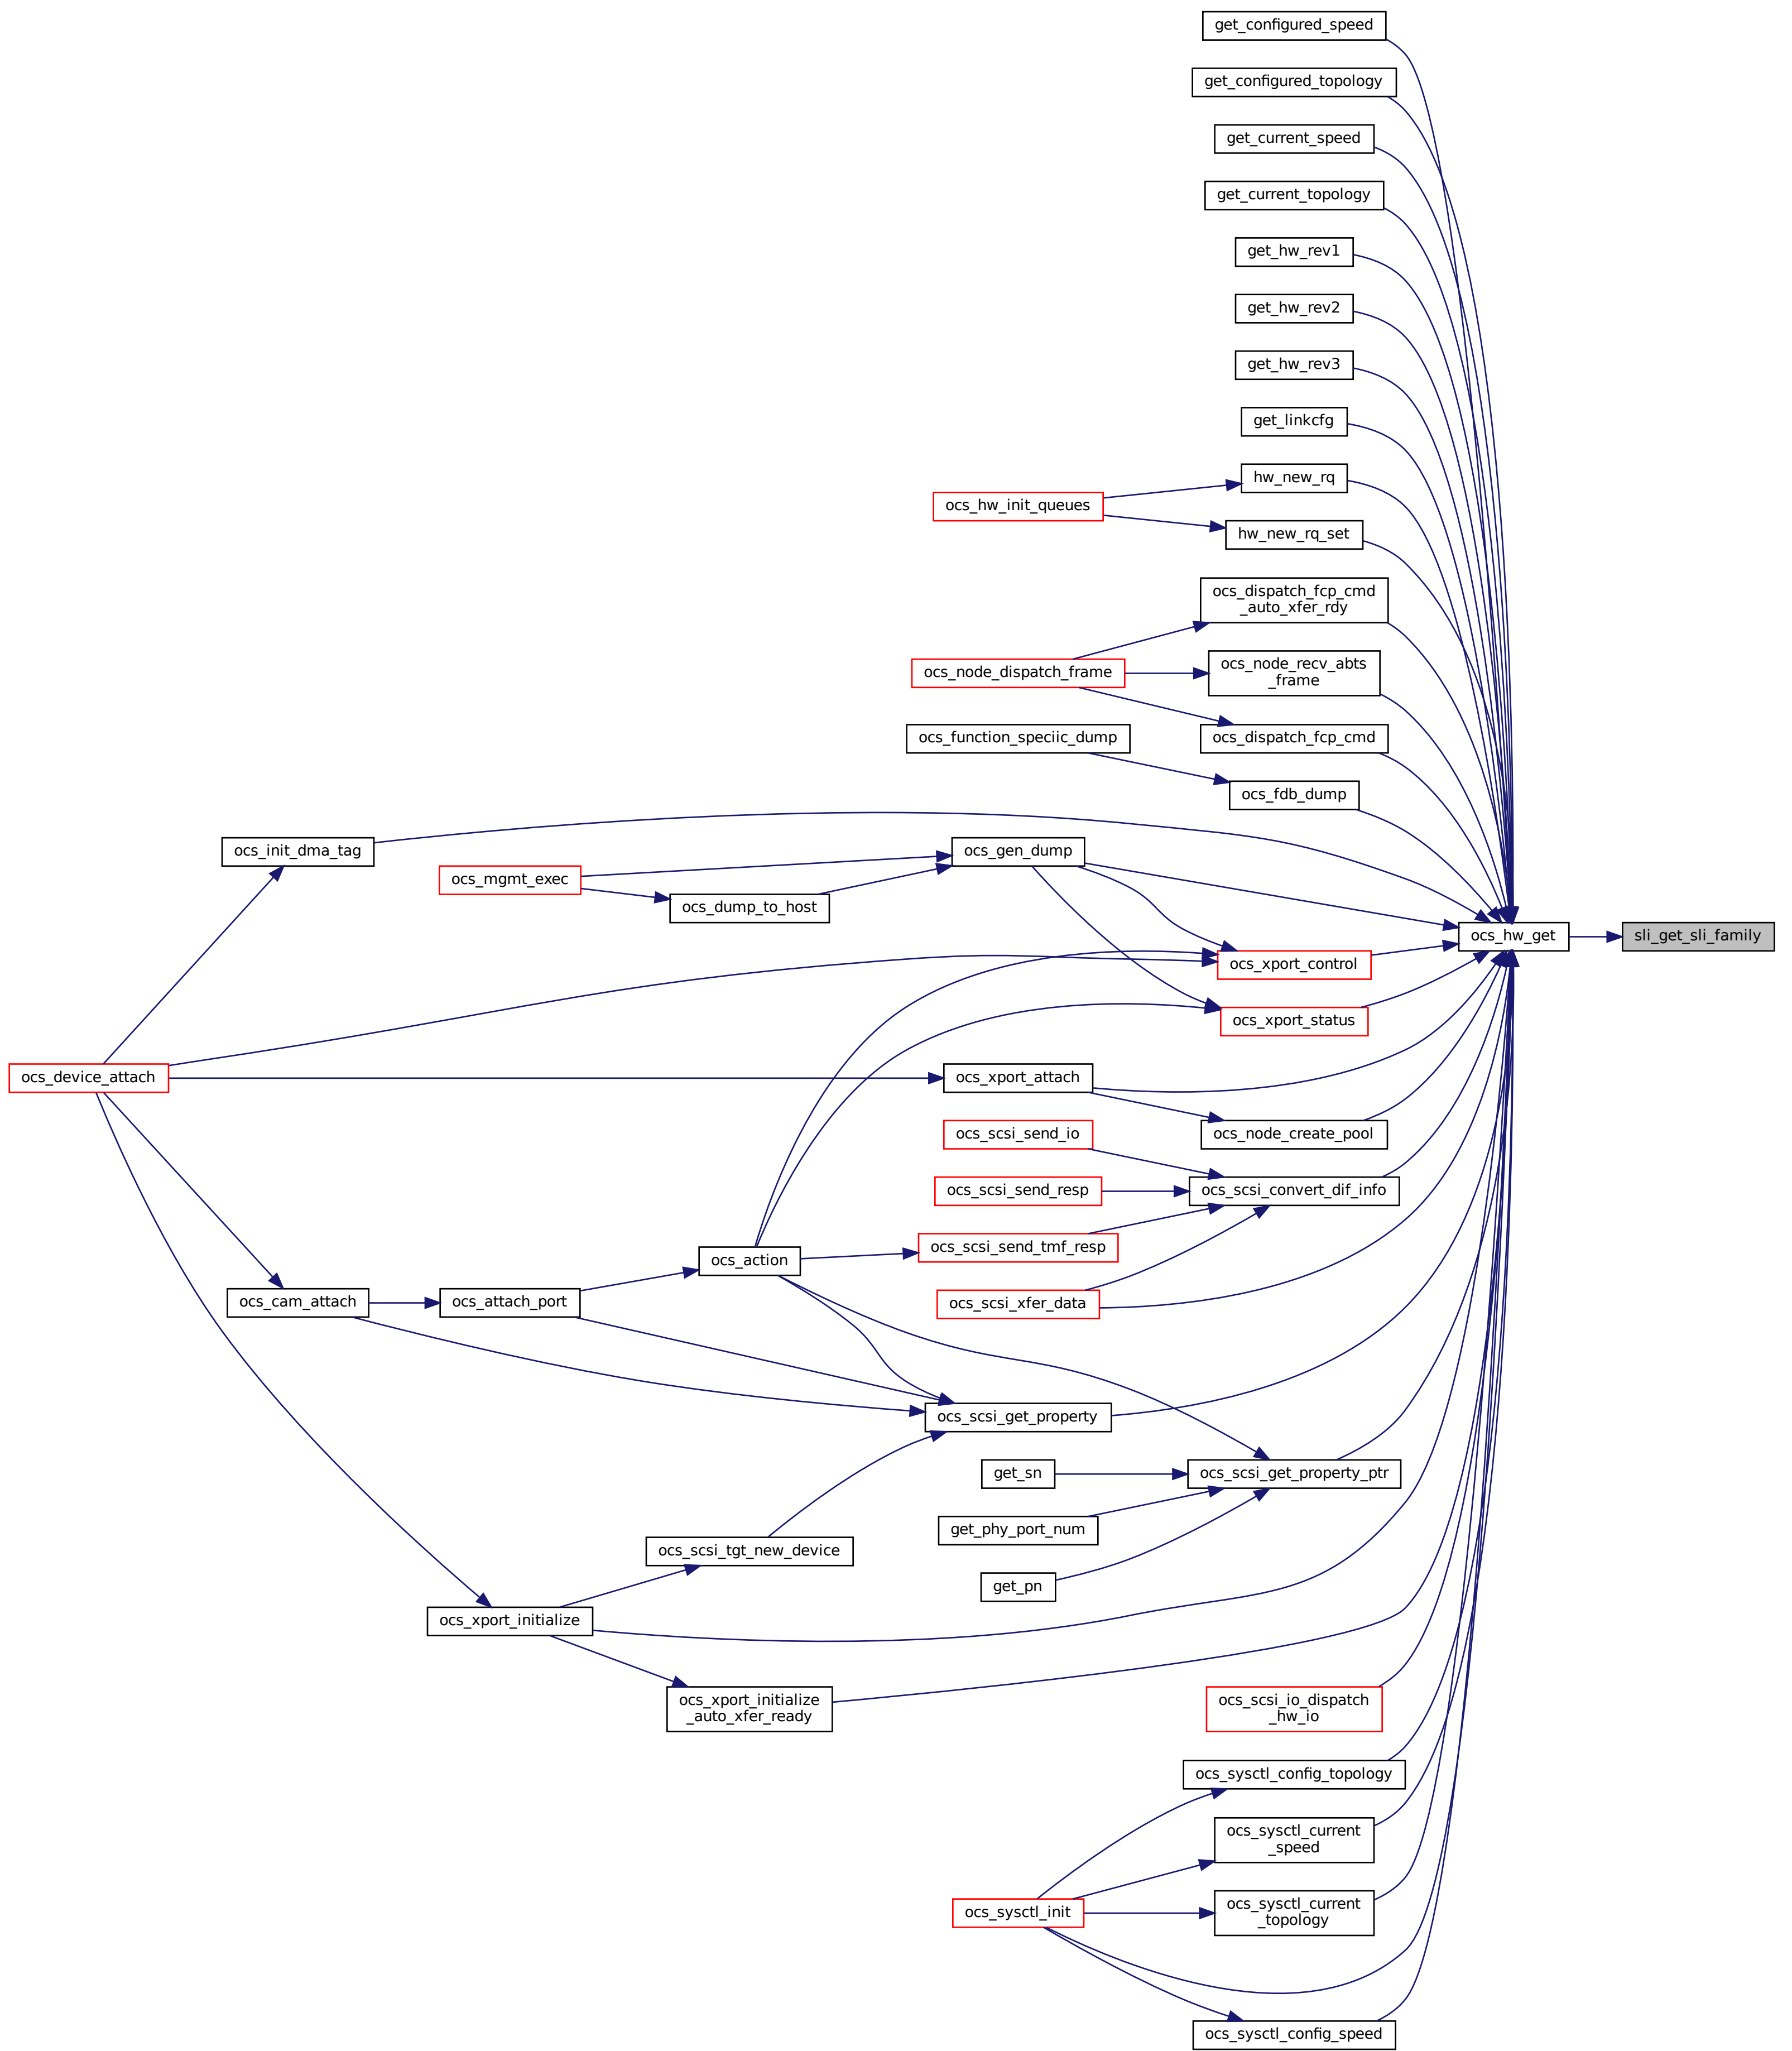 get_configured_speed
get_configured_topology
get_current_speed
get_current_topology
get_hw_rev1
get_hw_rev2
get_hw_rev3
get_linkcfg
hw_new_rq
ocs_hw_init_queues
hw_new_rq_set
ocs_dispatch_fcp_cmd
_auto_xfer_rdy
ocs_node_dispatch_frame
ocs_node_recv_abts
_frame
ocs_function_speciic_dump
ocs_dispatch_fcp_cmd
ocs_fdb_dump
ocs_init_dma_tag
ocs_gen_dump
ocs_mgmt_exec
ocs_dump_to_host
ocs_hw_get
sli_get_sli_family
ocs_xport_control
ocs_xport_status
ocs_device_attach
ocs_xport_attach
ocs_node_create_pool
ocs_scsi_send_io
ocs_scsi_send_resp
ocs_scsi_convert_dif_info
ocs_scsi_send_tmf_resp
ocs_action
ocs_cam_attach
ocs_attach_port
ocs_scsi_xfer_data
ocs_scsi_get_property
get_sn
ocs_scsi_get_property_ptr
get_phy_port_num
ocs_scsi_tgt_new_device
get_pn
ocs_xport_initialize
ocs_xport_initialize
_auto_xfer_ready
ocs_scsi_io_dispatch
_hw_io
ocs_sysctl_config_topology
ocs_sysctl_current
_speed
ocs_sysctl_init
ocs_sysctl_current
_topology
ocs_sysctl_config_speed